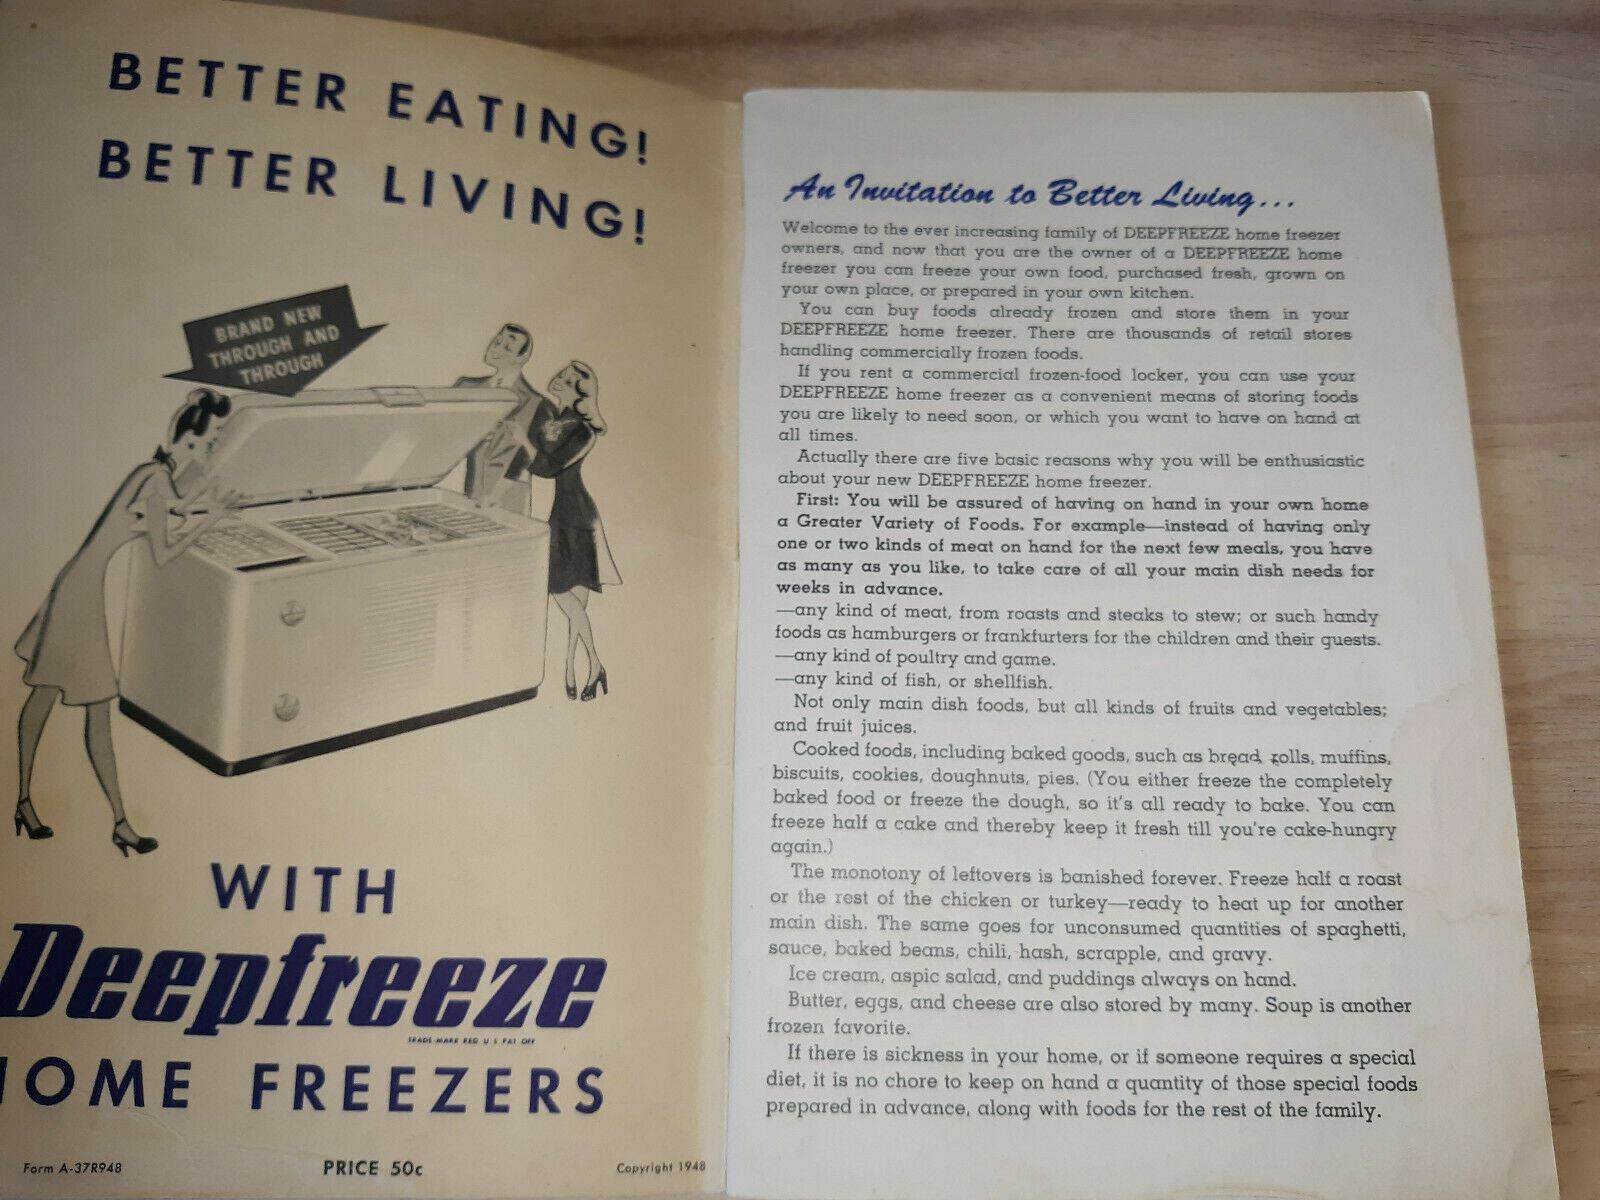 BETTER EATING!
BETTER LIVING!
BRAND NEW
THROUGH AND
THROUGH
WITH
Deepfreeze
TRADE-MARK REG U S PAT OFF
HOME FREEZERS
Form A-37R948
PRICE 50c
Copyright 1948
An Invitation to Better Living...
Welcome to the ever increasing family of DEEPFREEZE home freezer
owners, and now that you are the owner of a DEEPFREEZE home
freezer you can freeze your own food, purchased fresh, grown on
your own place, or prepared in your own kitchen.
You can buy foods already frozen and store them in your
DEEPFREEZE home freezer. There are thousands of retail stores
handling commercially frozen foods.
If you rent a commercial frozen-food locker, you can use your
DEEPFREEZE home freezer as a convenient means of storing foods
you are likely to need soon, or which you want to have on hand at
all times.
Actually there are five basic reasons why you will be enthusiastic
about your new DEEPFREEZE home freezer.
First: You will be assured of having on hand in your own home
a Greater Variety of Foods. For example—instead of having only
one or two kinds of meat on hand for the next few meals, you have
as many as you like, to take care of all your main dish needs for
weeks in advance.
—any kind of meat, from roasts and steaks to stew; or such handy
foods as hamburgers or frankfurters for the children and their guests.
—any kind of poultry and game.
—any kind of fish, or shellfish.
Not only main dish foods, but all kinds of fruits and vegetables;
and fruit juices.
Cooked foods, including baked goods, such as bread, rolls, muffins,
biscuits, cookies, doughnuts, pies. (You either freeze the completely
baked food or freeze the dough, so it's all ready to bake. You can
freeze half a cake and thereby keep it fresh till you're cake-hungry
again.)
The monotony of leftovers is banished forever. Freeze half a roast
or the rest of the chicken or turkey—ready to heat up for another
main dish. The same goes for unconsumed quantities of spaghetti,
sauce, baked beans, chili, hash, scrapple, and gravy.
Ice cream, aspic salad, and puddings always on hand.
Butter, eggs, and cheese are also stored by many. Soup is another
frozen favorite.
If there is sickness in your home, or if someone requires a special
diet, it is no chore to keep on hand a quantity of those special foods
prepared in advance, along with foods for the rest of the family.